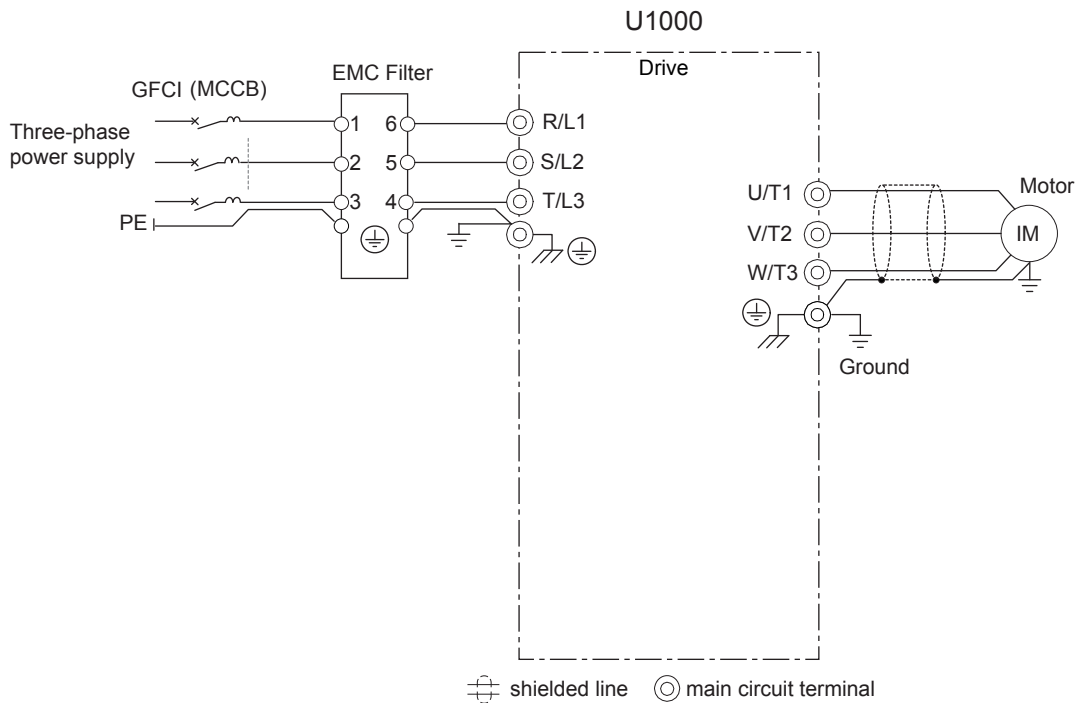 U1000
Drive
EMC Filter
GFCI (MCCB)
Three-phase
power supply
PE
1 6
2 5
3 4
R/L1
S/L2
T/L3
U/T1
V/T2
W/T3
Motor
IM
Ground
shielded line
main circuit terminal